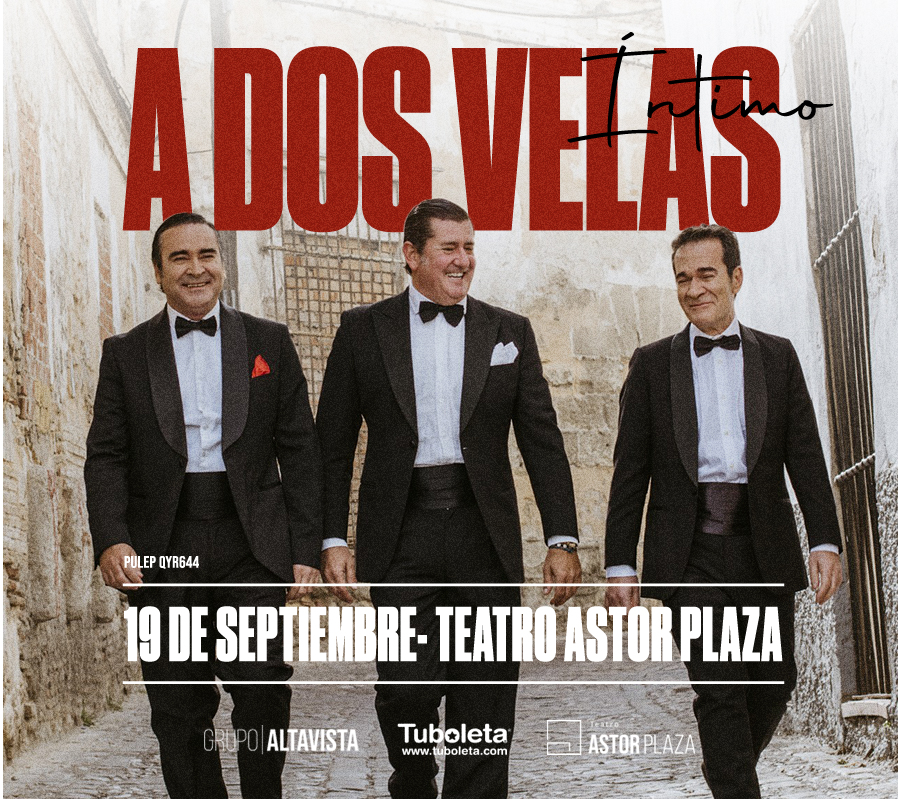 A DOS VELAS
Íntimo
PULEP QYR644
19 DE SEPTIEMBRE- TEATRO ASTOR PLAZA
GRUPO|ALTAVISTA
Tuboleta
www.tuboleta.com
Teatro
ASTOR PLAZA